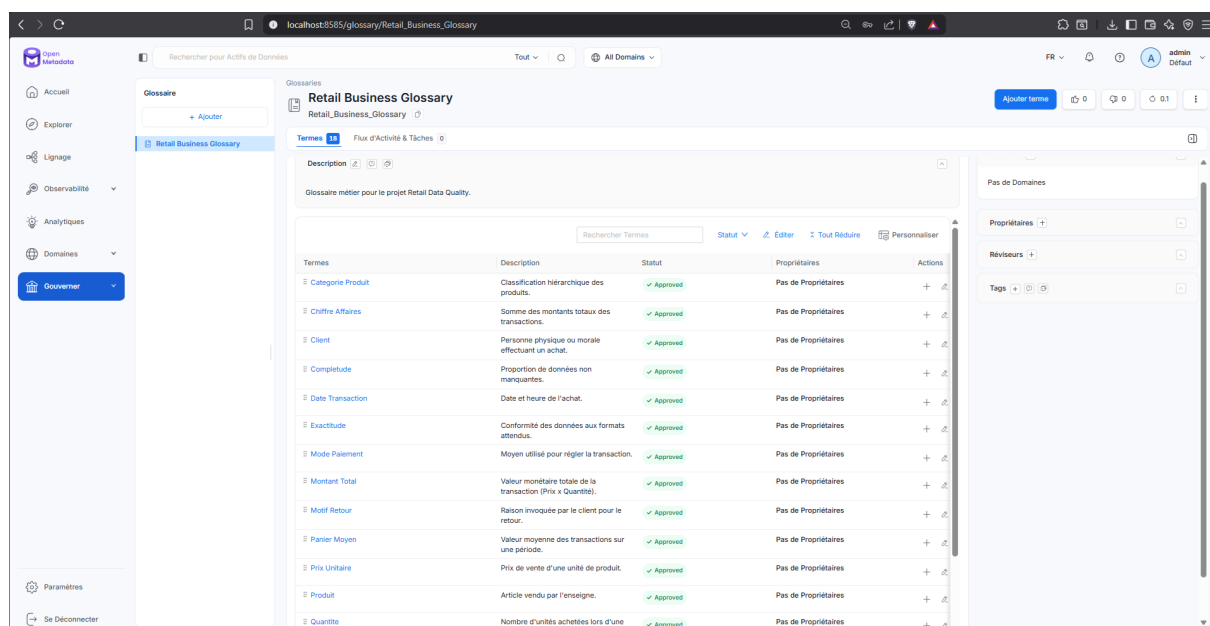 localhost:8585/glossary/Retail_Business_Glossary
Open
Metadata
Rechercher pour Actifs de Données
Tout
All Domains
FR
A
admin
Défaut
Accueil
Explorer
Lignage
Observabilité
Analytiques
Domaines
Gouverner
Paramètres
Se Déconnecter
Glossaire
+ Ajouter
Retail Business Glossary
Glossaries
Retail Business Glossary
Retail_Business_Glossary
Ajouter terme
0
0
0.1
Termes 18
Flux d'Activité & Tâches 0
Description
Glossaire métier pour le projet Retail Data Quality.
Rechercher Termes
Statut
Éditer
Tout Réduire
Personnaliser
Termes Description Statut Propriétaires Actions
Categorie Produit Classification hiérarchique des produits. Approved Pas de Propriétaires
Chiffre Affaires Somme des montants totaux des transactions. Approved Pas de Propriétaires
Client Personne physique ou morale effectuant un achat. Approved Pas de Propriétaires
Completude Proportion de données non manquantes. Approved Pas de Propriétaires
Date Transaction Date et heure de l'achat. Approved Pas de Propriétaires
Exactitude Conformité des données aux formats attendus. Approved Pas de Propriétaires
Mode Paiement Moyen utilisé pour régler la transaction. Approved Pas de Propriétaires
Montant Total Valeur monétaire totale de la transaction (Prix x Quantité). Approved Pas de Propriétaires
Motif Retour Raison invoquée par le client pour le retour. Approved Pas de Propriétaires
Panier Moyen Valeur moyenne des transactions sur une période. Approved Pas de Propriétaires
Prix Unitaire Prix de vente d'une unité de produit. Approved Pas de Propriétaires
Produit Article vendu par l'enseigne. Approved Pas de Propriétaires
Quantite Nombre d'unités achetées lors d'une Approved Pas de Propriétaires
Pas de Domaines
Propriétaires
Réviseurs
Tags